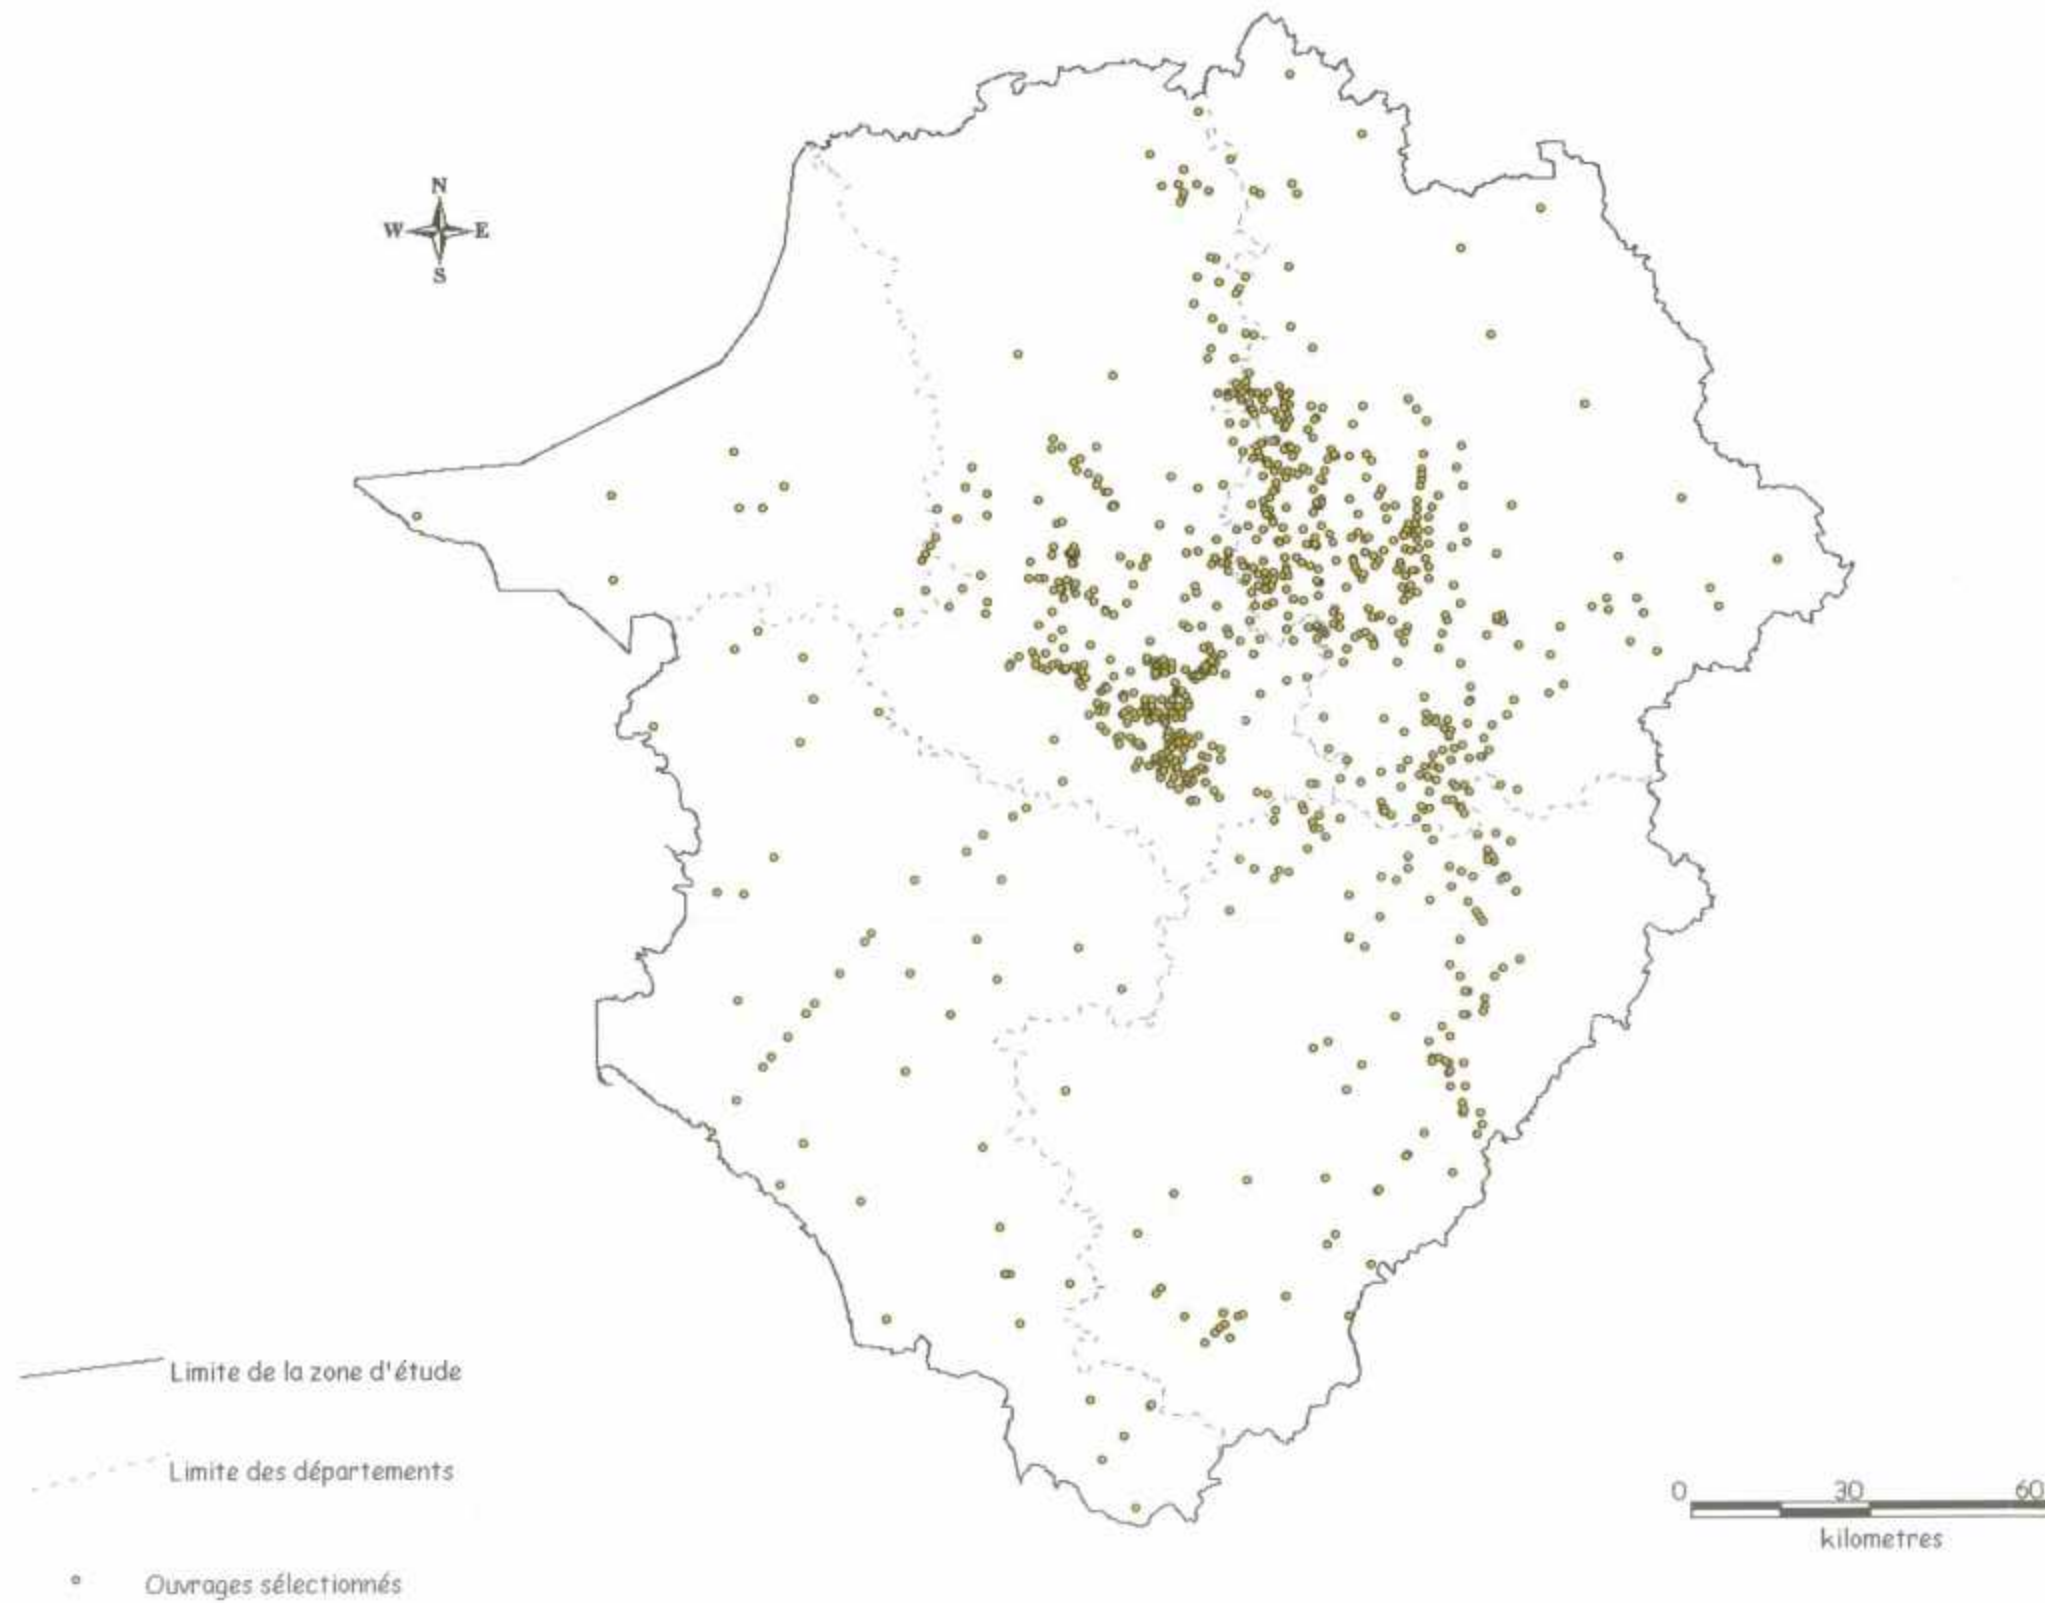 N
W E
S
Limite de la zone d'étude
Limite des départements
Ouvrages sélectionnés
0 30 60
kilometres